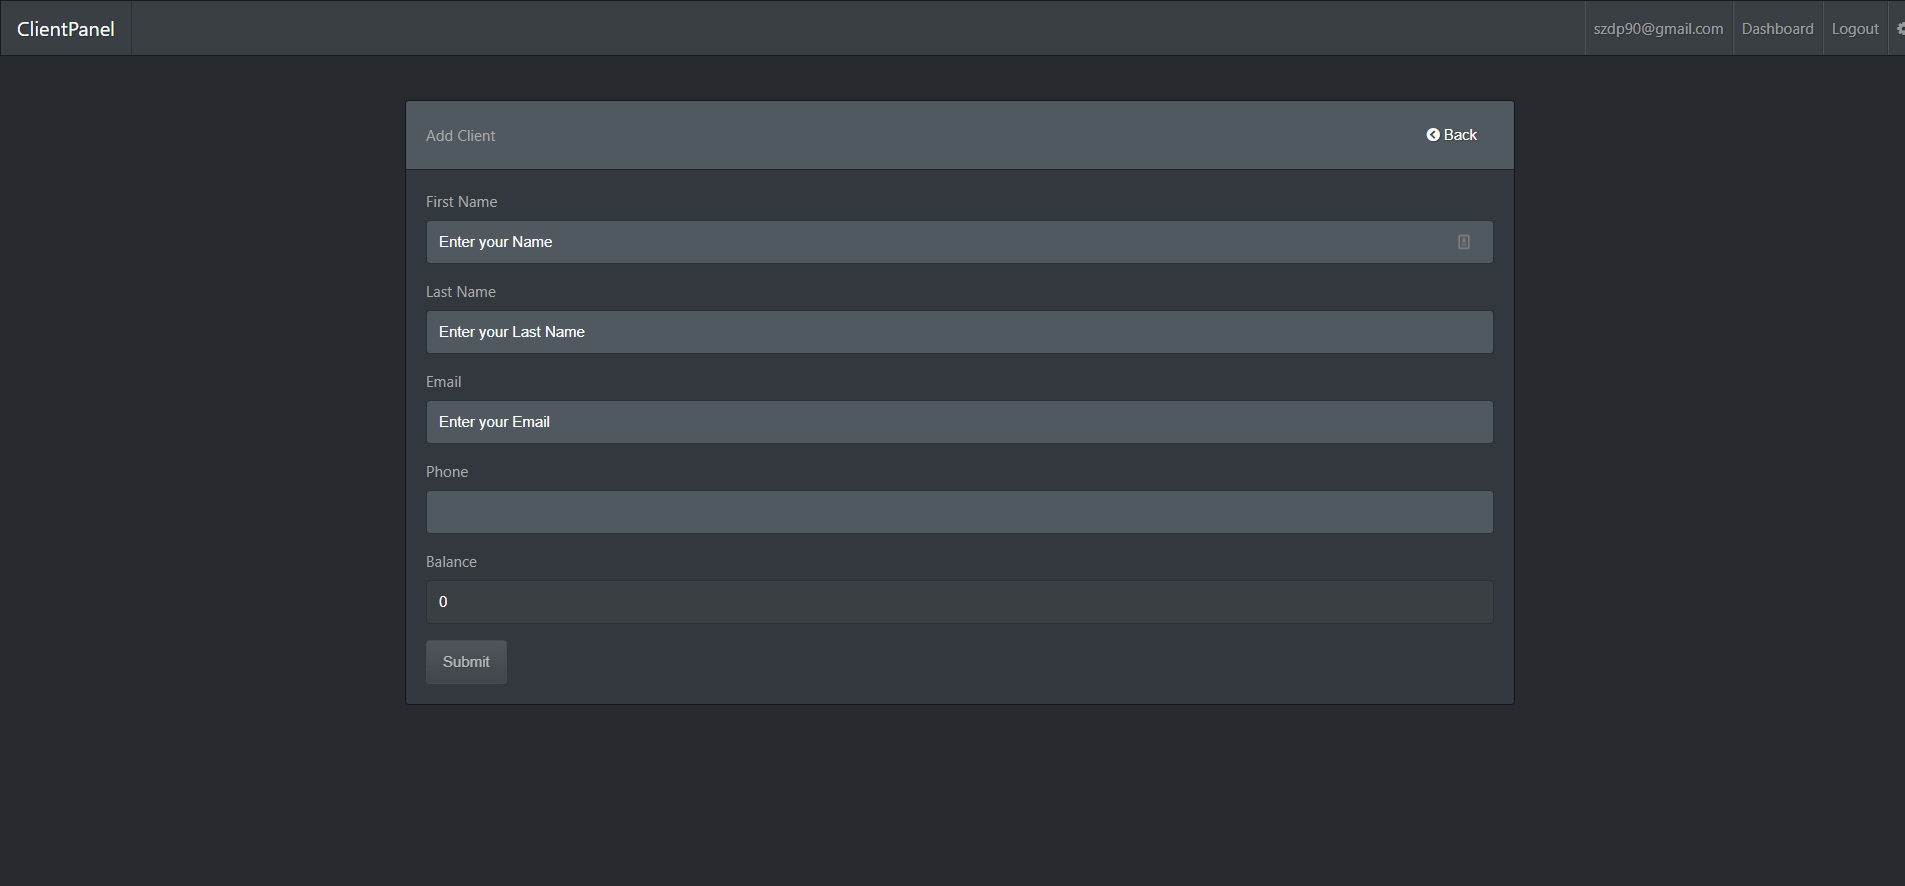 ClientPanel
szdp90@gmail.com Dashboard Logout
Add Client
Back
First Name
Enter your Name
Last Name
Enter your Last Name
Email
Enter your Email
Phone
Balance
0
Submit